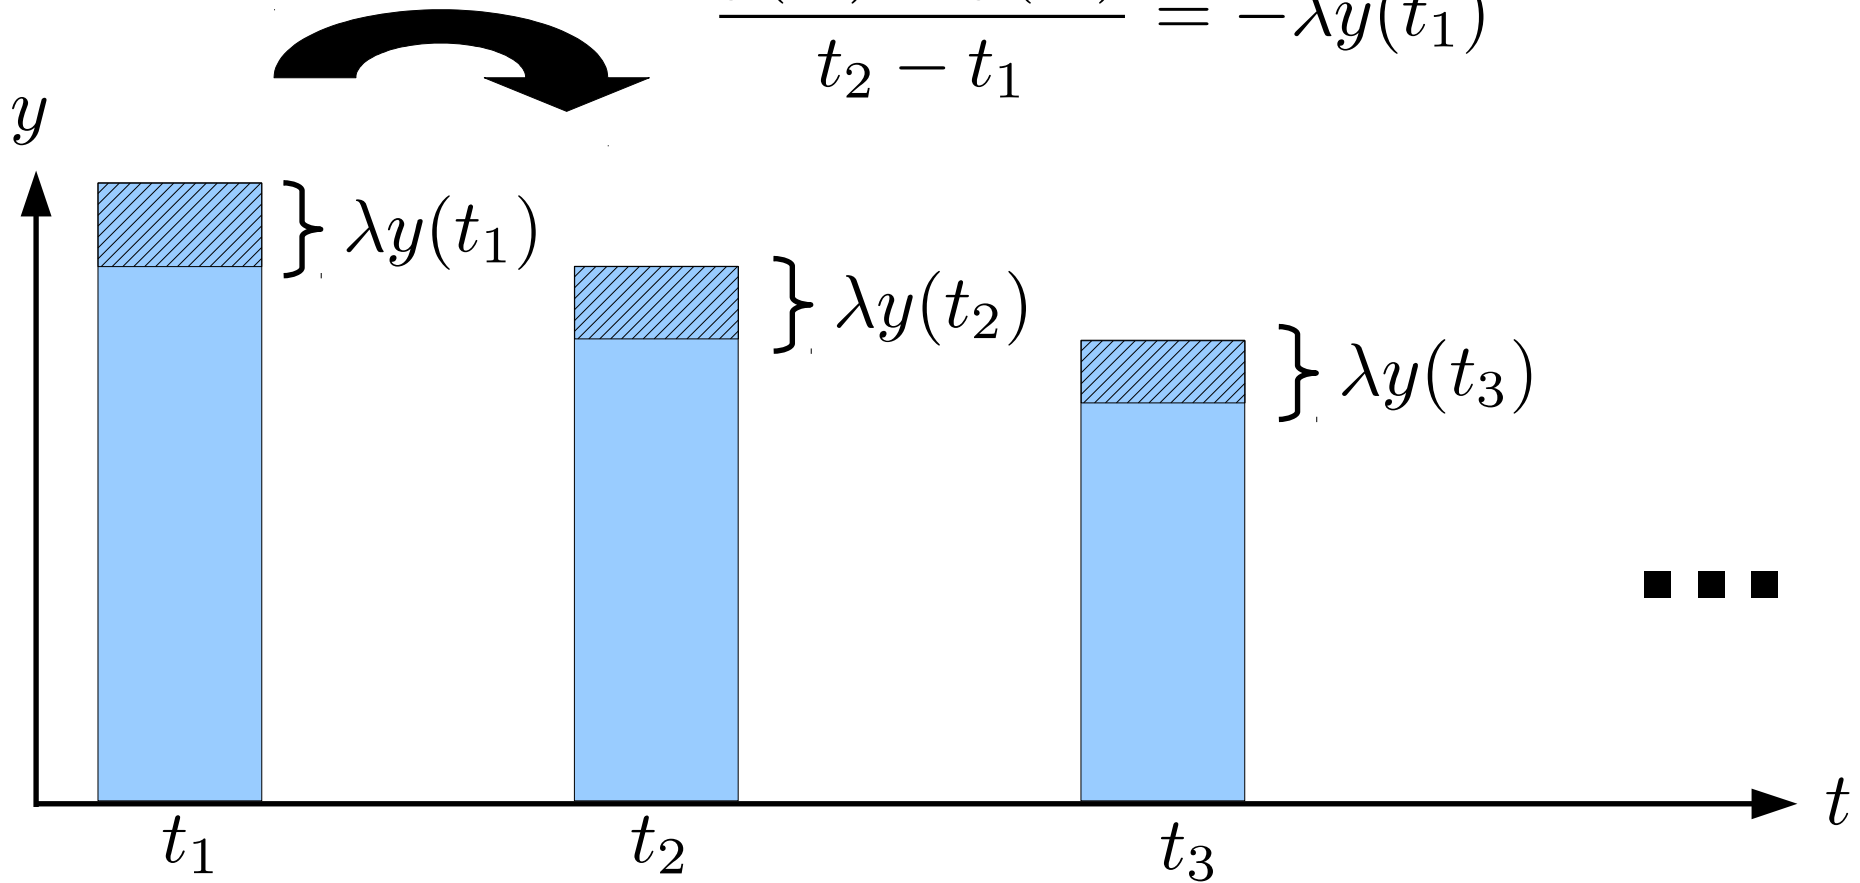 = −λy(t₁)
t₂ − t₁
y
λy(t₁)
λy(t₂)
λy(t₃)
t
t₁
t₂
t₃